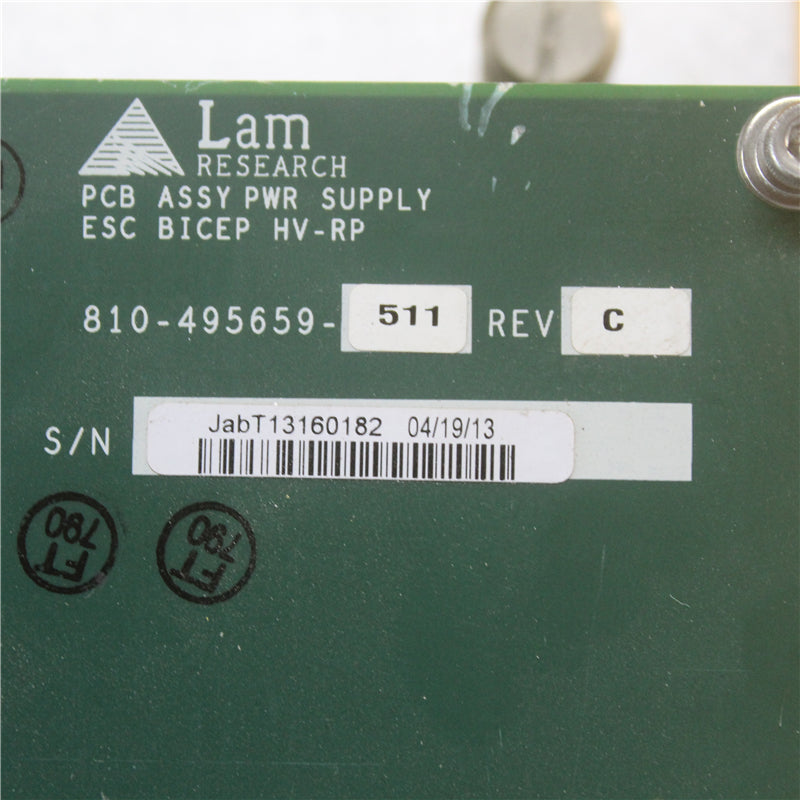 Lam
RESEARCH
PCB ASSY PWR SUPPLY
ESC BICEP HV-RP
810-495659- 511 REV C
S/N JabT13160182 04/19/13
FT 790
FT 790